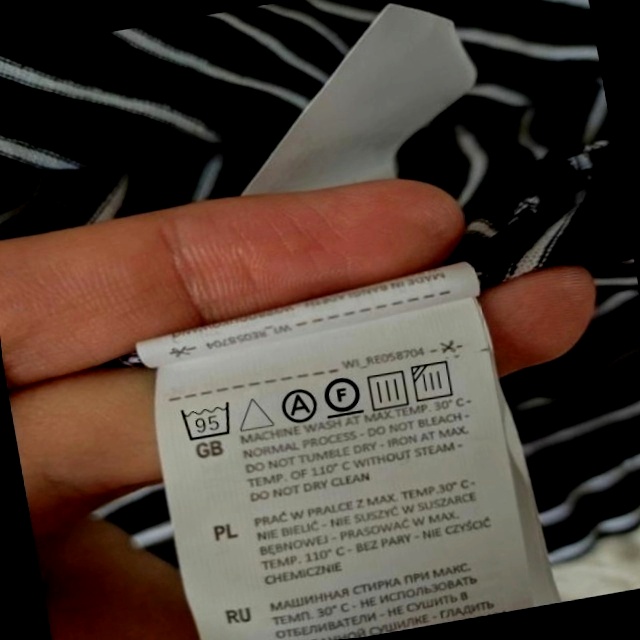 WI_RE058704
WI_RE058704
95 A F
GB MACHINE WASH AT MAX.TEMP. 30° C -
NORMAL PROCESS - DO NOT BLEACH -
DO NOT TUMBLE DRY - IRON AT MAX.
TEMP. OF 110° C WITHOUT STEAM -
DO NOT DRY CLEAN
PL PRAĆ W PRALCE Z MAX. TEMP.30° C -
NIE BIELIĆ - NIE SUSZYĆ W SUSZARCE
BĘBNOWEJ - PRASOWAĆ W MAX.
TEMP. 110° C - BEZ PARY - NIE CZYŚCIĆ
CHEMICZNIE
RU МАШИННАЯ СТИРКА ПРИ МАКС.
ТЕМП. 30° C - НЕ ИСПОЛЬЗОВАТЬ
ОТБЕЛИВАТЕЛИ - НЕ СУШИТЬ В
СУШИЛКЕ - ГЛАДИТЬ